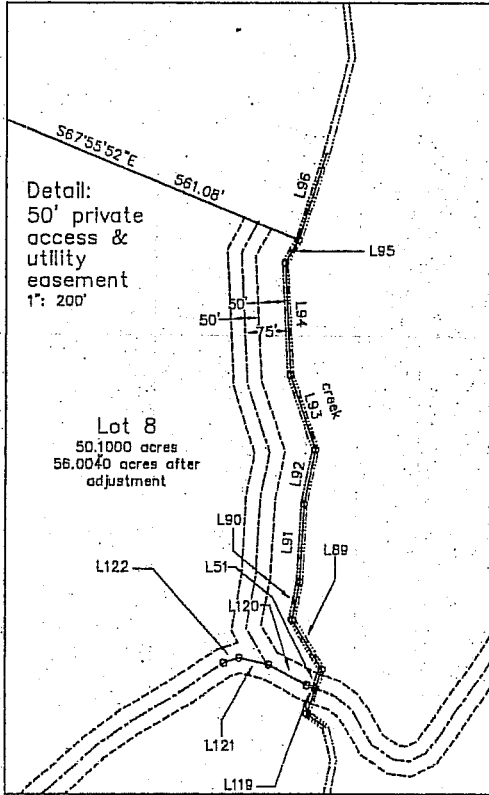 S67°55'52"E
561.08'
L96
Detail:
50' private
access &
utility
easement
1": 200'
L95
50'
L94
50'
75'
creek
L93
Lot 8
50.1000 acres
56.0040 acres after
adjustment
L92
L90
L91
L89
L122
L51
L120
L121
L119